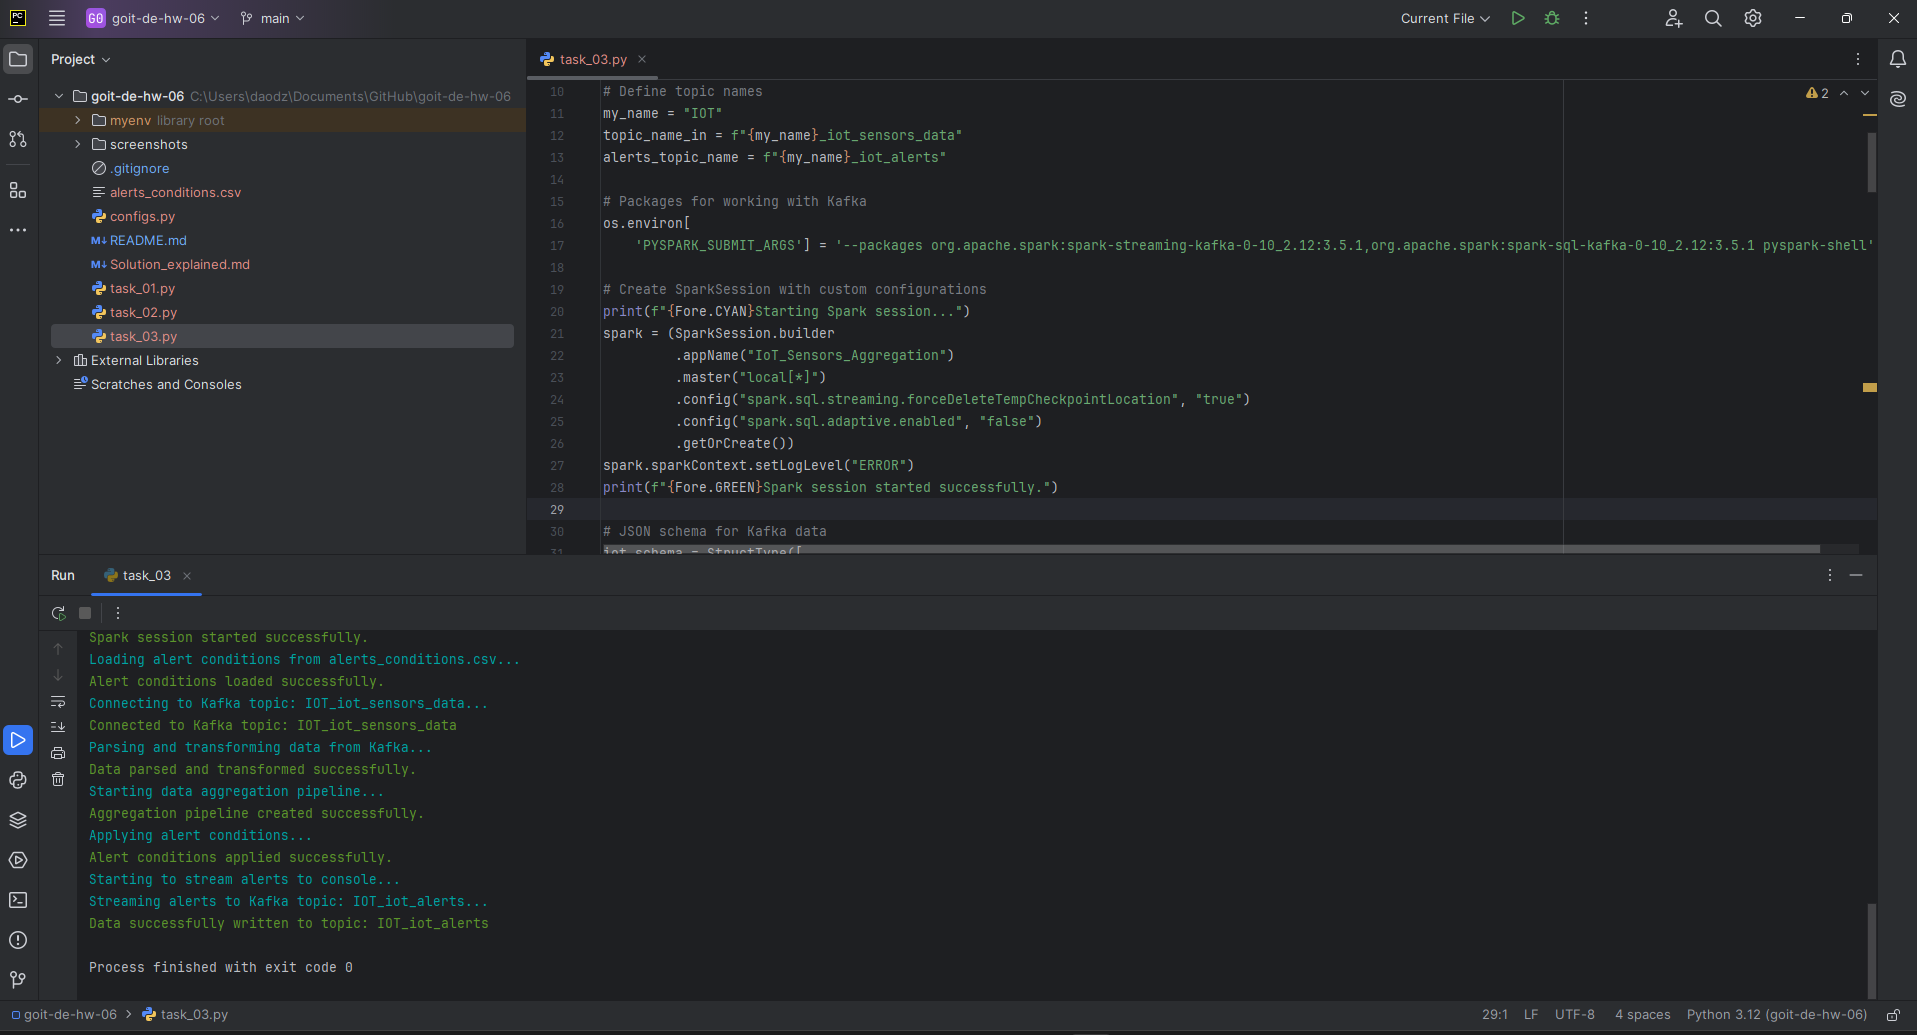 PC
GO goit-de-hw-06 main Current File
Project
goit-de-hw-06 C:\Users\daodz\Documents\GitHub\goit-de-hw-06
myenv library root
screenshots
.gitignore
alerts_conditions.csv
configs.py
M↓ README.md
M↓ Solution_explained.md
task_01.py
task_02.py
task_03.py
External Libraries
Scratches and Consoles
task_03.py
2
10 # Define topic names
11 my_name = "IOT"
12 topic_name_in = f"{my_name}_iot_sensors_data"
13 alerts_topic_name = f"{my_name}_iot_alerts"
14
15 # Packages for working with Kafka
16 os.environ[
17 'PYSPARK_SUBMIT_ARGS'] = '--packages org.apache.spark:spark-streaming-kafka-0-10_2.12:3.5.1,org.apache.spark:spark-sql-kafka-0-10_2.12:3.5.1 pyspark-shell'
18
19 # Create SparkSession with custom configurations
20 print(f"{Fore.CYAN}Starting Spark session...")
21 spark = (SparkSession.builder
22 .appName("IoT_Sensors_Aggregation")
23 .master("local[*]")
24 .config("spark.sql.streaming.forceDeleteTempCheckpointLocation", "true")
25 .config("spark.sql.adaptive.enabled", "false")
26 .getOrCreate())
27 spark.sparkContext.setLogLevel("ERROR")
28 print(f"{Fore.GREEN}Spark session started successfully.")
29
30 # JSON schema for Kafka data
31 iot_schema = StructType([
Run task_03
Spark session started successfully.
Loading alert conditions from alerts_conditions.csv...
Alert conditions loaded successfully.
Connecting to Kafka topic: IOT_iot_sensors_data...
Connected to Kafka topic: IOT_iot_sensors_data
Parsing and transforming data from Kafka...
Data parsed and transformed successfully.
Starting data aggregation pipeline...
Aggregation pipeline created successfully.
Applying alert conditions...
Alert conditions applied successfully.
Starting to stream alerts to console...
Streaming alerts to Kafka topic: IOT_iot_alerts...
Data successfully written to topic: IOT_iot_alerts
Process finished with exit code 0
goit-de-hw-06 > task_03.py 29:1 LF UTF-8 4 spaces Python 3.12 (goit-de-hw-06)